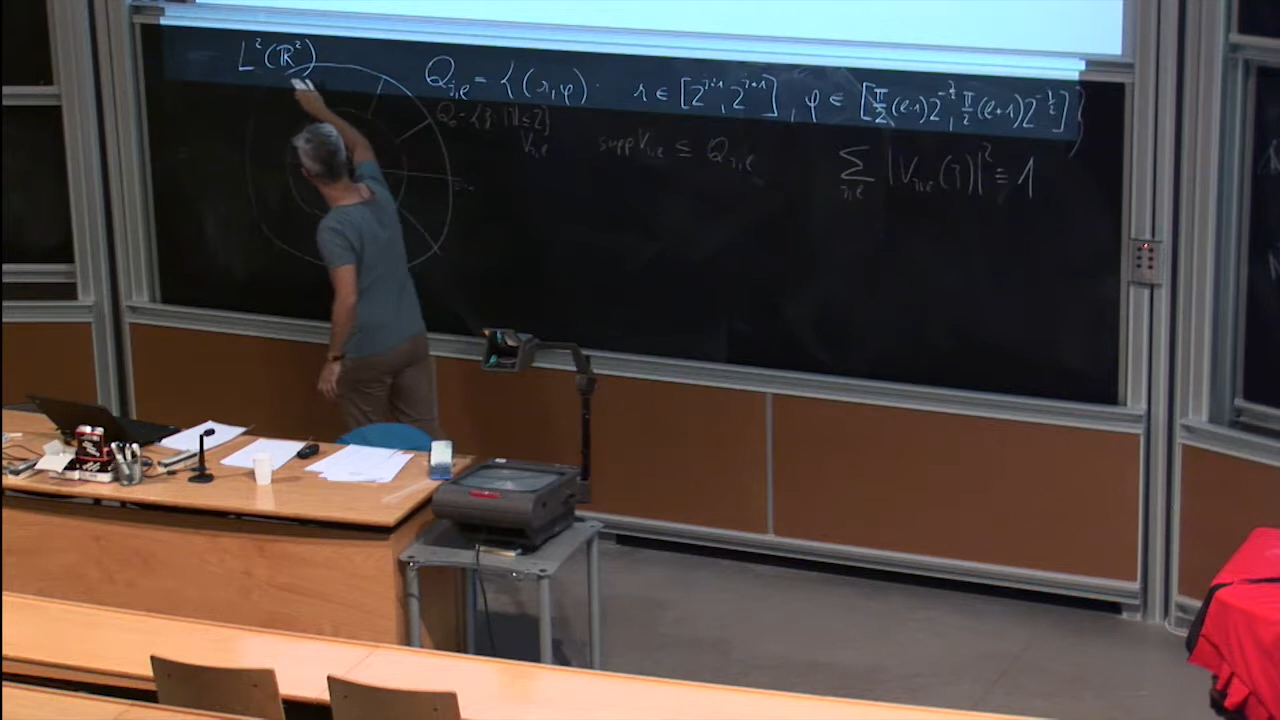 L²(ℝ²)
Q_{j,e} = {(r,φ) : r ∈ [2^{j-1}, 2^{j+1}], φ ∈ [π/2 (e-1) 2^{-j/2}, π/2 (e+1) 2^{-j/2}]}
Q = {ξ : |ξ| ≤ 2}
V_{j,e} supp V_{j,e} ⊆ Q_{j,e} ∑_{j,e} |V_{j,e}(ξ)|² ≡ 1